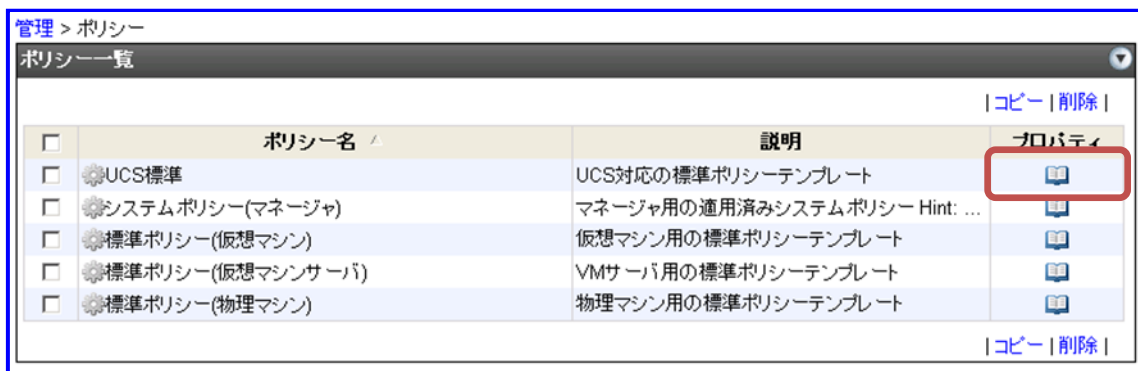 管理 > ポリシー
ポリシー一覧
| コピー | 削除 |
ポリシー名 説明 プロパティ
UCS標準 UCS対応の標準ポリシーテンプレート
システムポリシー(マネージャ) マネージャ用の適用済みシステムポリシー Hint: ...
標準ポリシー(仮想マシン) 仮想マシン用の標準ポリシーテンプレート
標準ポリシー(仮想マシンサーバ) VMサーバ用の標準ポリシーテンプレート
標準ポリシー(物理マシン) 物理マシン用の標準ポリシーテンプレート
| コピー | 削除 |